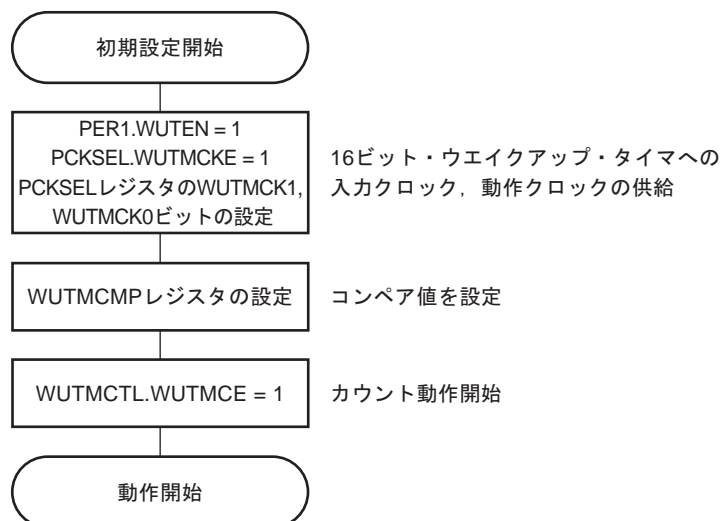 初期設定開始
PER1.WUTEN = 1
PCKSEL.WUTMCKE = 1
PCKSELレジスタのWUTMCK1,
WUTMCK0ビットの設定
16ビット・ウエイクアップ・タイマへの
入力クロック，動作クロックの供給
WUTMCMPレジスタの設定
コンペア値を設定
WUTMCTL.WUTMCE = 1
カウント動作開始
動作開始